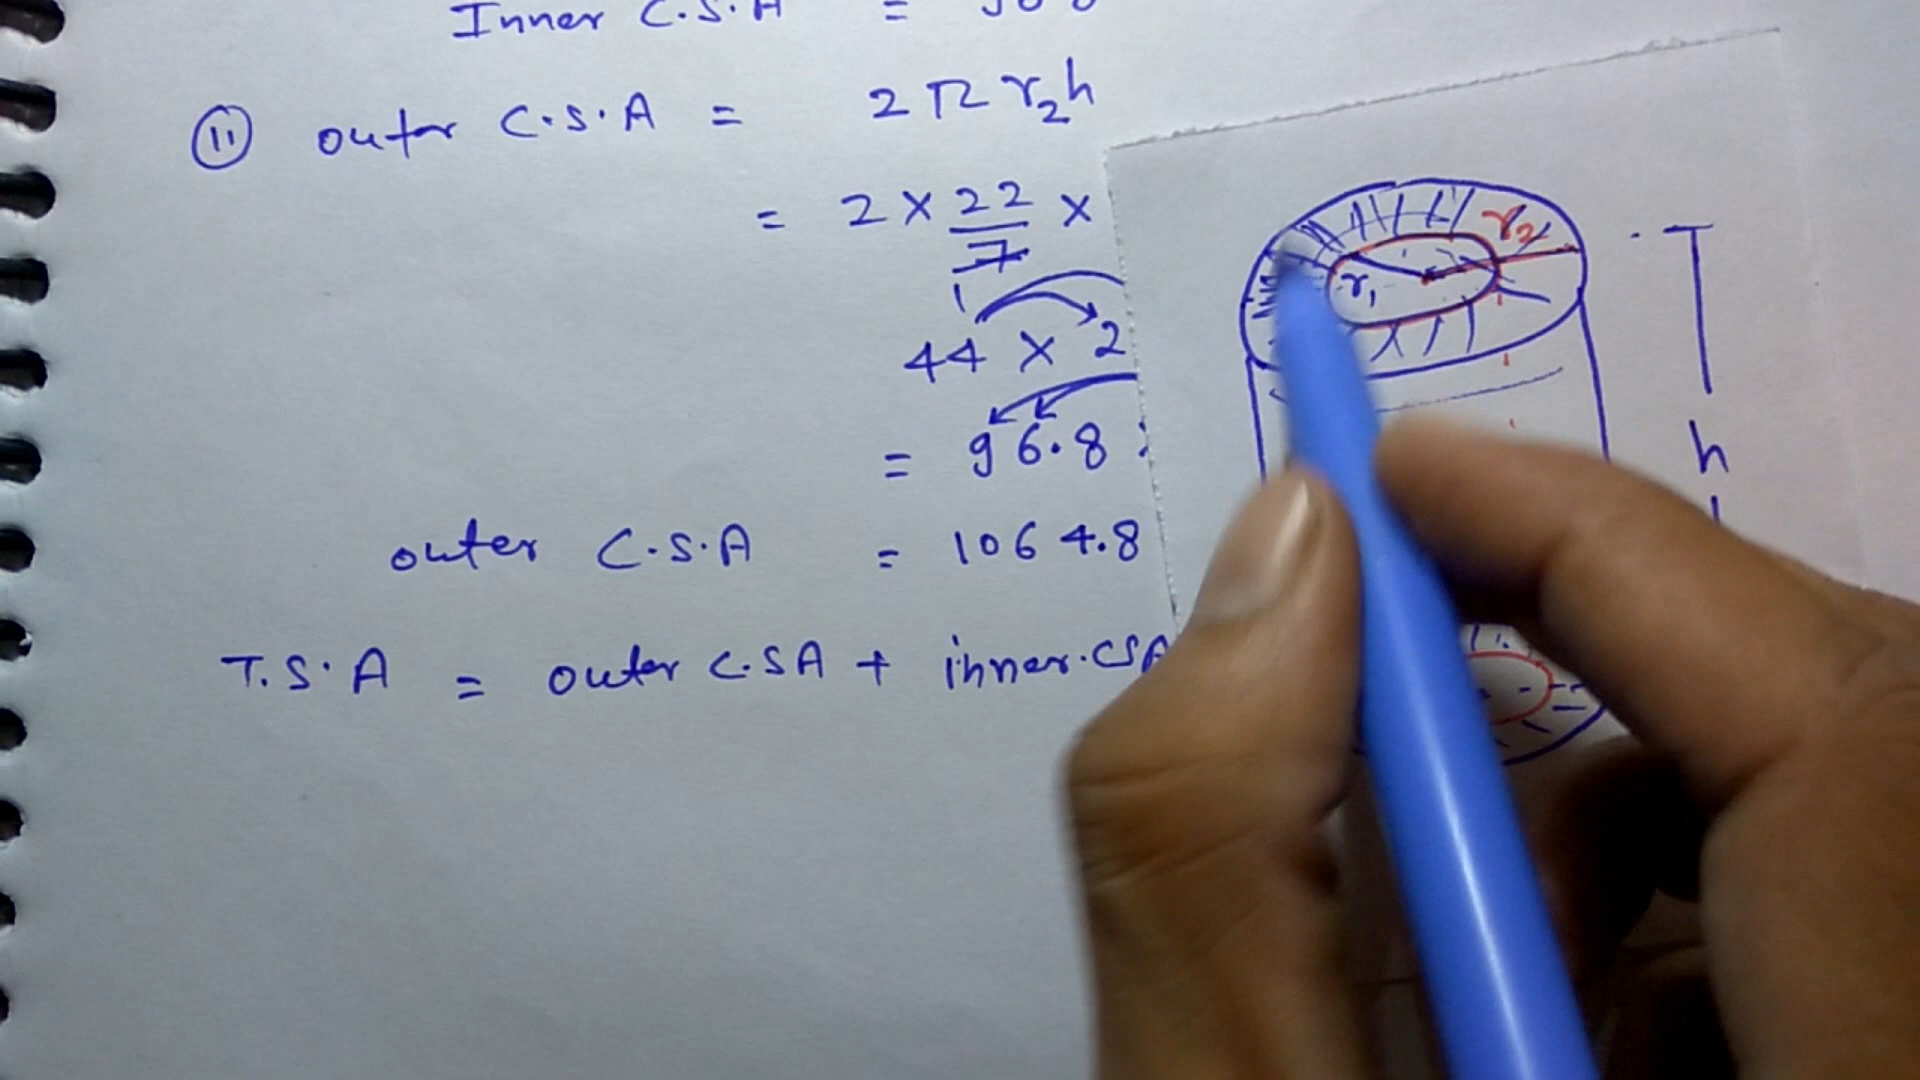 Inner C.S.A =
(ii) outer C.S.A = 2πr₂h
= 2 × 22/7 ×
1
44 × 2
= 96.8
outer C.S.A = 1064.8
T.S.A = outer C.SA + inner.CSA
r₂
r₁
h